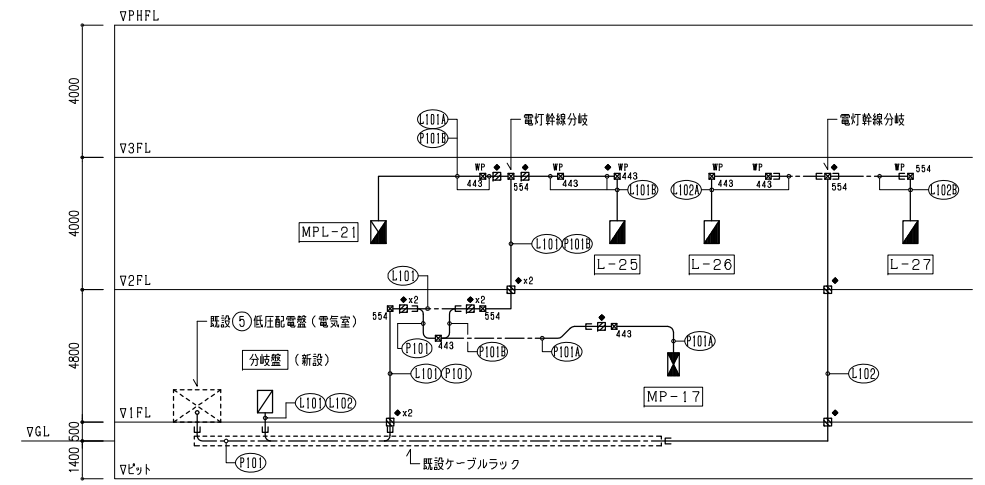 ▽PHFL
4000
L101A
P101B
電灯幹線分岐
電灯幹線分岐
▽3FL
WP ◆ ◆ WP ◆ WP
WP WP ◆ WP 554
443 554 443 443
443 443 554
L101B
L102A
L102B
4000
MPL-21
L101 P101B
L-25
L-26
L-27
▽2FL
◆x2
◆
L101
◆x2 ◆x2
554 554
既設⑤低圧配電盤(電気室)
P101
443
P101B
P101A
◆
443
P101A
4800
分岐盤 (新設)
L101 P101
L102
MP-17
L101 L102
▽1FL
◆x2
◆
▽GL
500
P101
既設ケーブルラック
1400
▽ピット